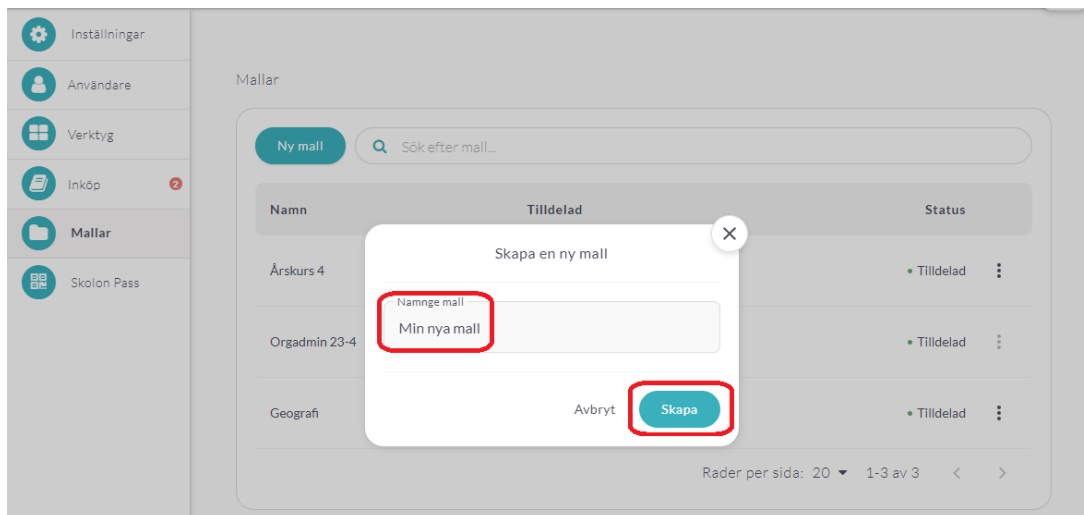 Inställningar
Användare
Verktyg
Inköp 2
Mallar
Skolon Pass
Mallar
Ny mall Sök efter mall...
Namn Tilldelad Status
Årskurs 4 Tilldelad
Orgadmin 23-4 Tilldelad
Geografi Tilldelad
Skapa en ny mall
Namnge mall
Min nya mall
Avbryt Skapa
Rader per sida: 20 1-3 av 3